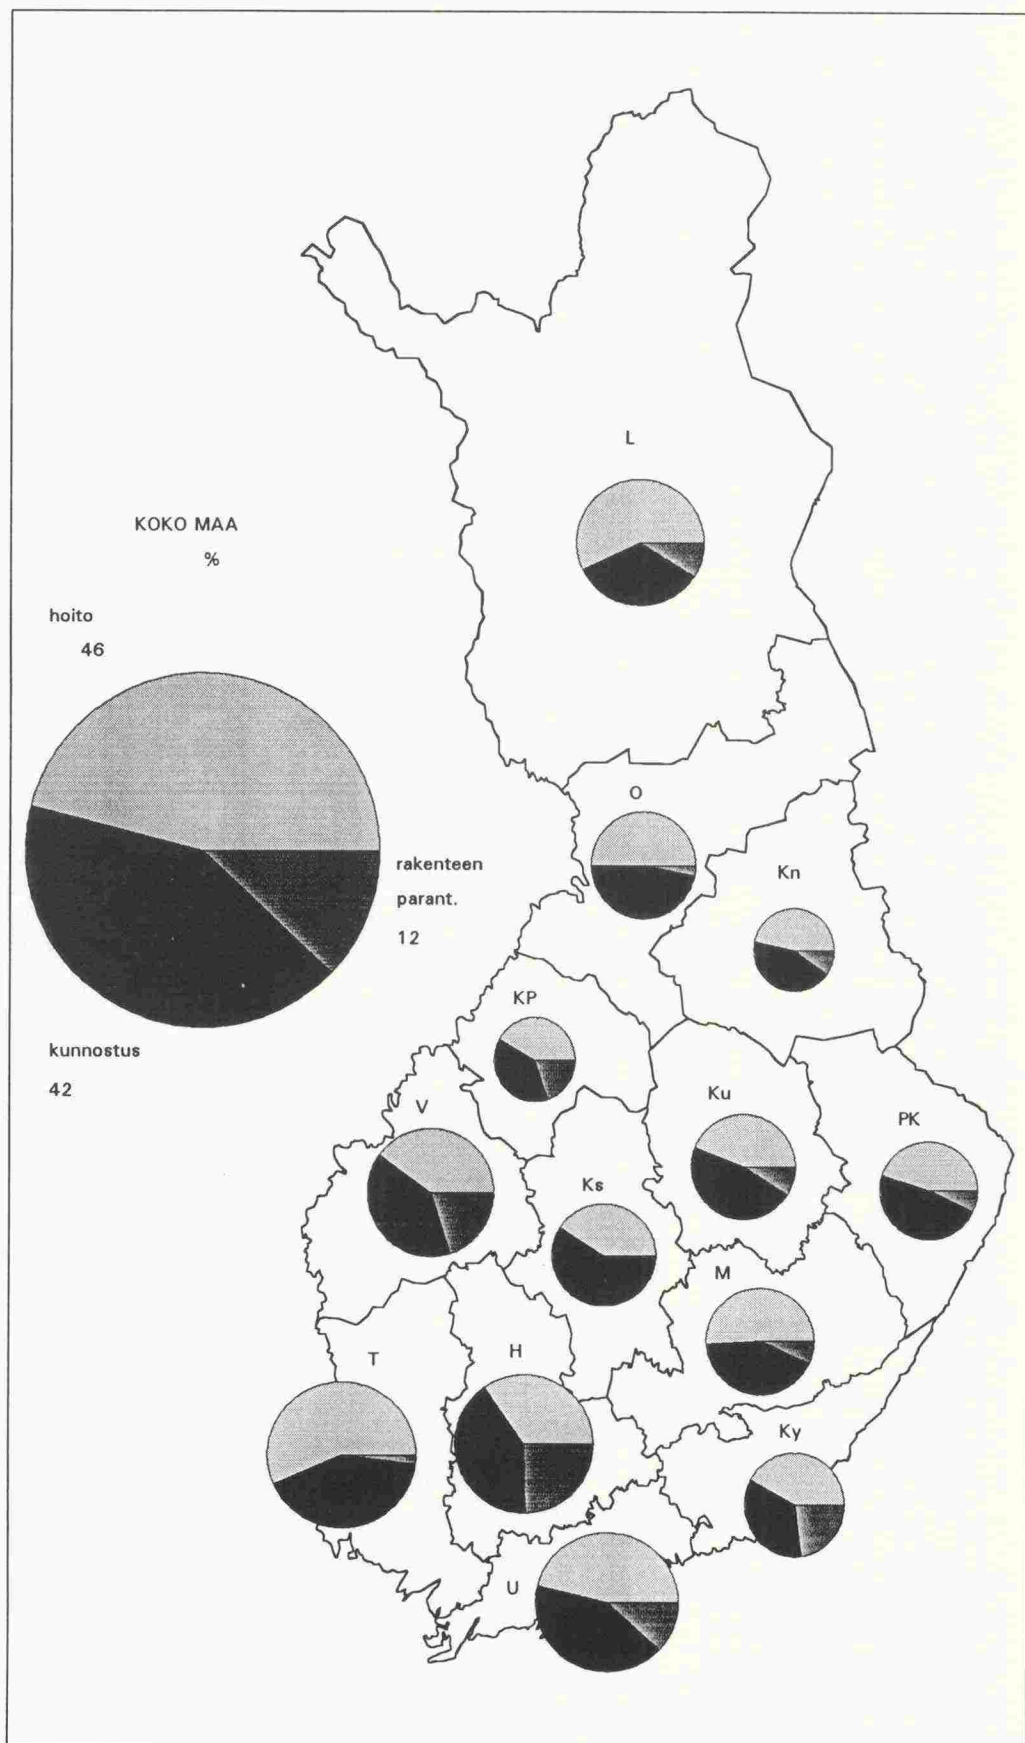 L
KOKO MAA
%
hoito
46
O
rakenteen
parant.
12
Kn
KP
kunnostus
42
V
Ku
PK
Ks
M
T
H
Ky
U